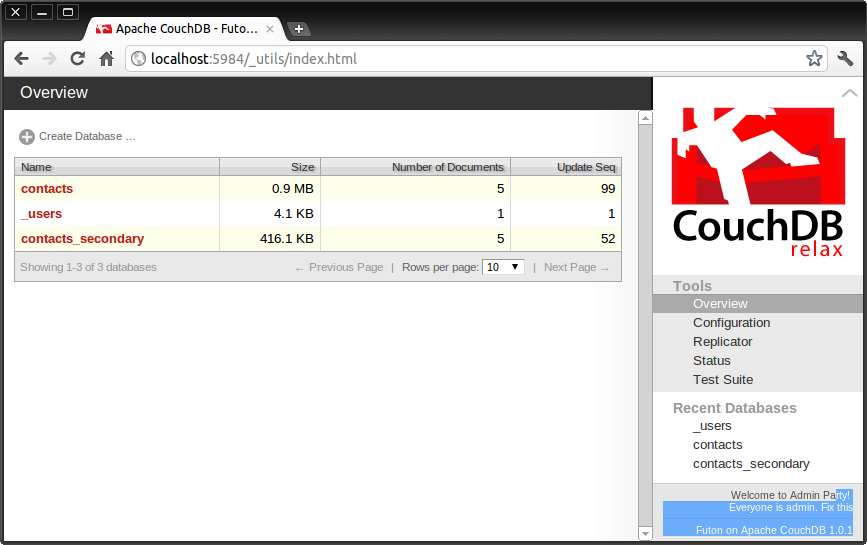 Apache CouchDB - Futo...
localhost:5984/_utils/index.html
Overview
Create Database ...
Name Size Number of Documents Update Seq
contacts 0.9 MB 5 99
_users 4.1 KB 1 1
contacts_secondary 416.1 KB 5 52
Showing 1-3 of 3 databases ← Previous Page | Rows per page: 10 | Next Page →
CouchDB
relax
Tools
Overview
Configuration
Replicator
Status
Test Suite
Recent Databases
_users
contacts
contacts_secondary
Welcome to Admin Party!
Everyone is admin. Fix this
Futon on Apache CouchDB 1.0.1